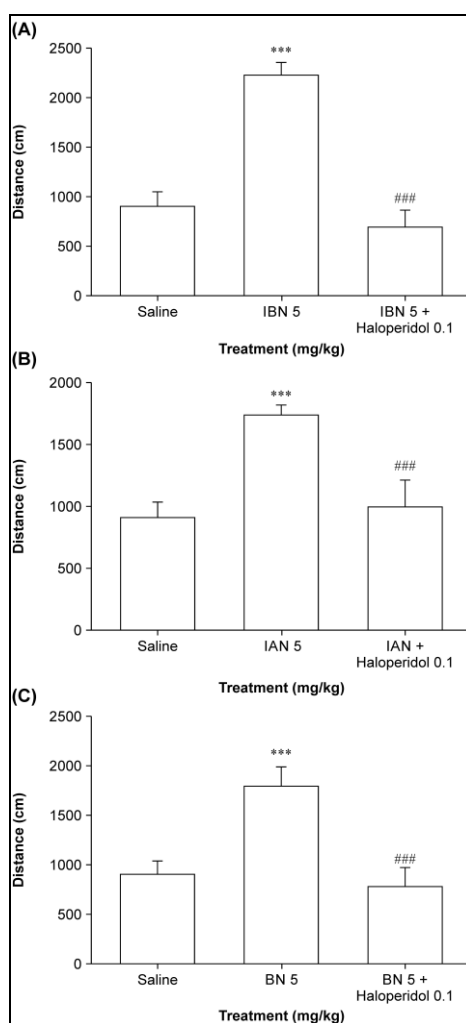 (A)
2500
***
2000
1500
1000
###
500
0
Distance (cm)
Saline
IBN 5
IBN 5 +
Haloperidol 0.1
Treatment (mg/kg)
(B)
2000
***
1500
###
1000
500
0
Distance (cm)
Saline
IAN 5
IAN +
Haloperidol 0.1
Treatment (mg/kg)
(C)
2500
***
2000
1500
1000
###
500
0
Distance (cm)
Saline
BN 5
BN 5 +
Haloperidol 0.1
Treatment (mg/kg)